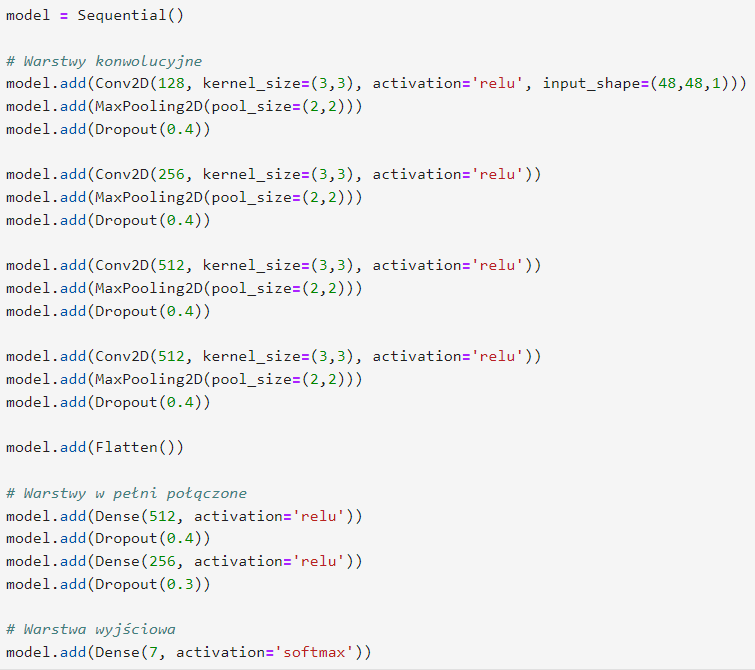 model = Sequential()
# Warstwy konwolucyjne
model.add(Conv2D(128, kernel_size=(3,3), activation='relu', input_shape=(48,48,1)))
model.add(MaxPooling2D(pool_size=(2,2)))
model.add(Dropout(0.4))
model.add(Conv2D(256, kernel_size=(3,3), activation='relu'))
model.add(MaxPooling2D(pool_size=(2,2)))
model.add(Dropout(0.4))
model.add(Conv2D(512, kernel_size=(3,3), activation='relu'))
model.add(MaxPooling2D(pool_size=(2,2)))
model.add(Dropout(0.4))
model.add(Conv2D(512, kernel_size=(3,3), activation='relu'))
model.add(MaxPooling2D(pool_size=(2,2)))
model.add(Dropout(0.4))
model.add(Flatten())
# Warstwy w pełni połączone
model.add(Dense(512, activation='relu'))
model.add(Dropout(0.4))
model.add(Dense(256, activation='relu'))
model.add(Dropout(0.3))
# Warstwa wyjściowa
model.add(Dense(7, activation='softmax'))